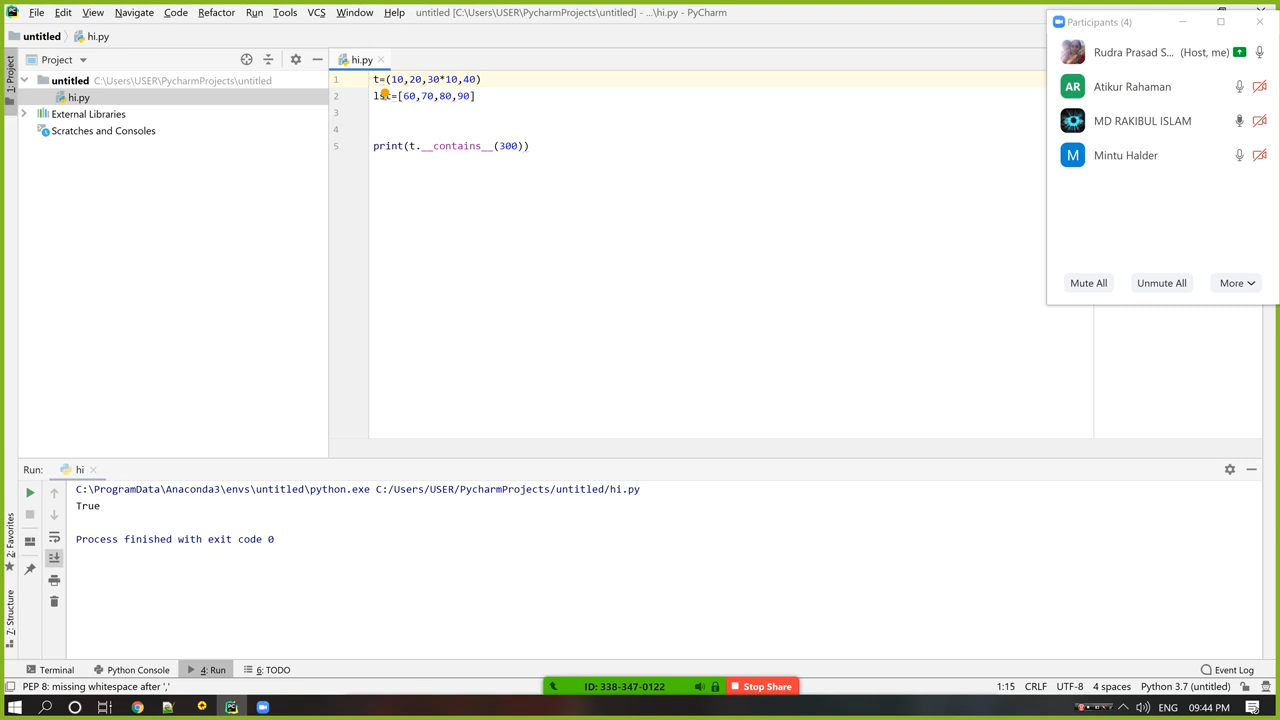 File Edit View Navigate Code Refactor Run Tools VCS Window Help untitled [C:\Users\USER\PycharmProjects\untitled] - ...\hi.py - PyCharm
untitled hi.py
Participants (4)
Rudra Prasad S... (Host, me)
AR Atikur Rahaman
MD RAKIBUL ISLAM
M Mintu Halder
Mute All Unmute All More
1: Project
Project
hi.py
untitled C:\Users\USER\PycharmProjects\untitled
hi.py
External Libraries
Scratches and Consoles
1 t=(10,20,30*10,40)
2 lst=[60,70,80,90]
3
4
5 print(t.__contains__(300))
Run: hi
C:\ProgramData\Anaconda3\envs\untitled\python.exe C:/Users/USER/PycharmProjects/untitled/hi.py
True
Process finished with exit code 0
2: Favorites
7: Structure
Terminal Python Console 4: Run 6: TODO Event Log
PEP 8: missing whitespace after ',' ID: 338-347-0122 Stop Share 1:15 CRLF UTF-8 4 spaces Python 3.7 (untitled)
ENG 09:44 PM